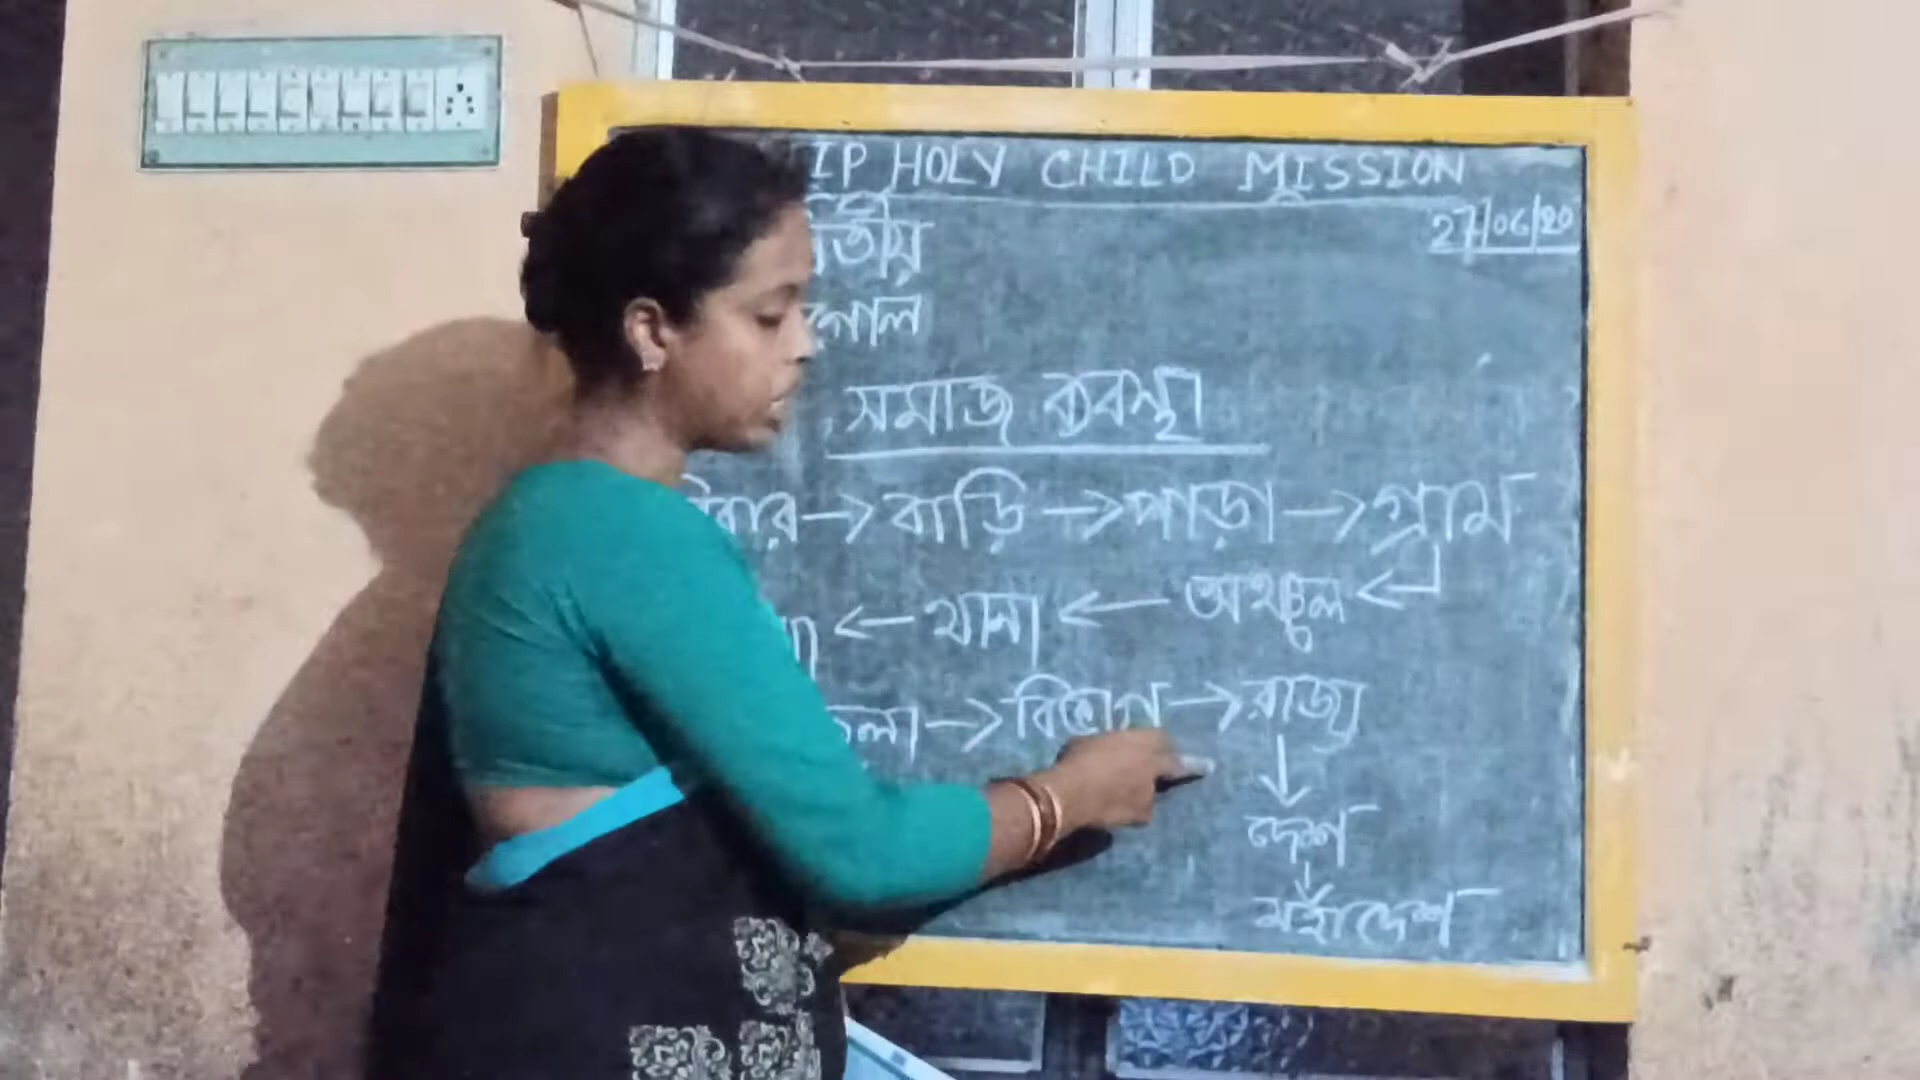 HOLY CHILD MISSION
27/06/20
সমাজ ব্যবস্থা
→ বাড়ি → পাড়া → গ্রাম
← থানা ← অঞ্চল ←
→ বিভাগ → রাজ্য
↓
দেশ
↓
মহাদেশ